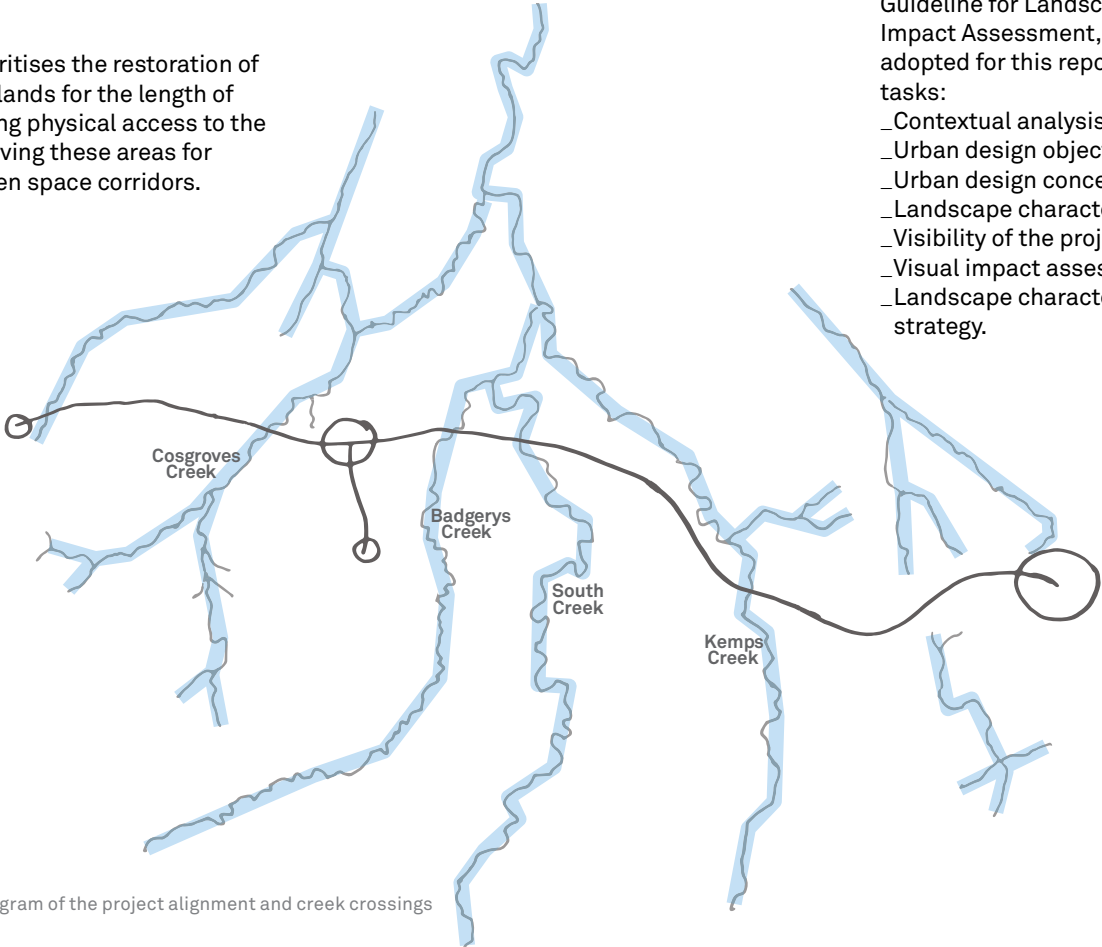 ritises the restoration of
lands for the length of
ng physical access to the
ving these areas for
en space corridors.
Guideline for Landsc
Impact Assessment,
adopted for this repo
tasks:
_Contextual analysis
_Urban design objec
_Urban design conce
_Landscape characte
_Visibility of the proj
_Visual impact asses
_Landscape characte
strategy.
Cosgroves
Creek
Badgerys
Creek
South
Creek
Kemps
Creek
gram of the project alignment and creek crossings